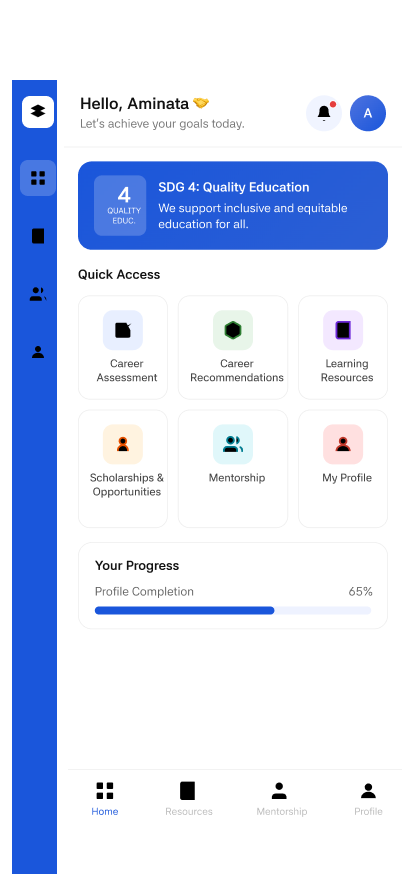 Hello, Aminata 🤝
Let's achieve your goals today.
A
4
QUALITY
EDUC.
SDG 4: Quality Education
We support inclusive and equitable
education for all.
Quick Access
Career
Assessment
Career
Recommendations
Learning
Resources
Scholarships &
Opportunities
Mentorship
My Profile
Your Progress
Profile Completion 65%
Home Resources Mentorship Profile